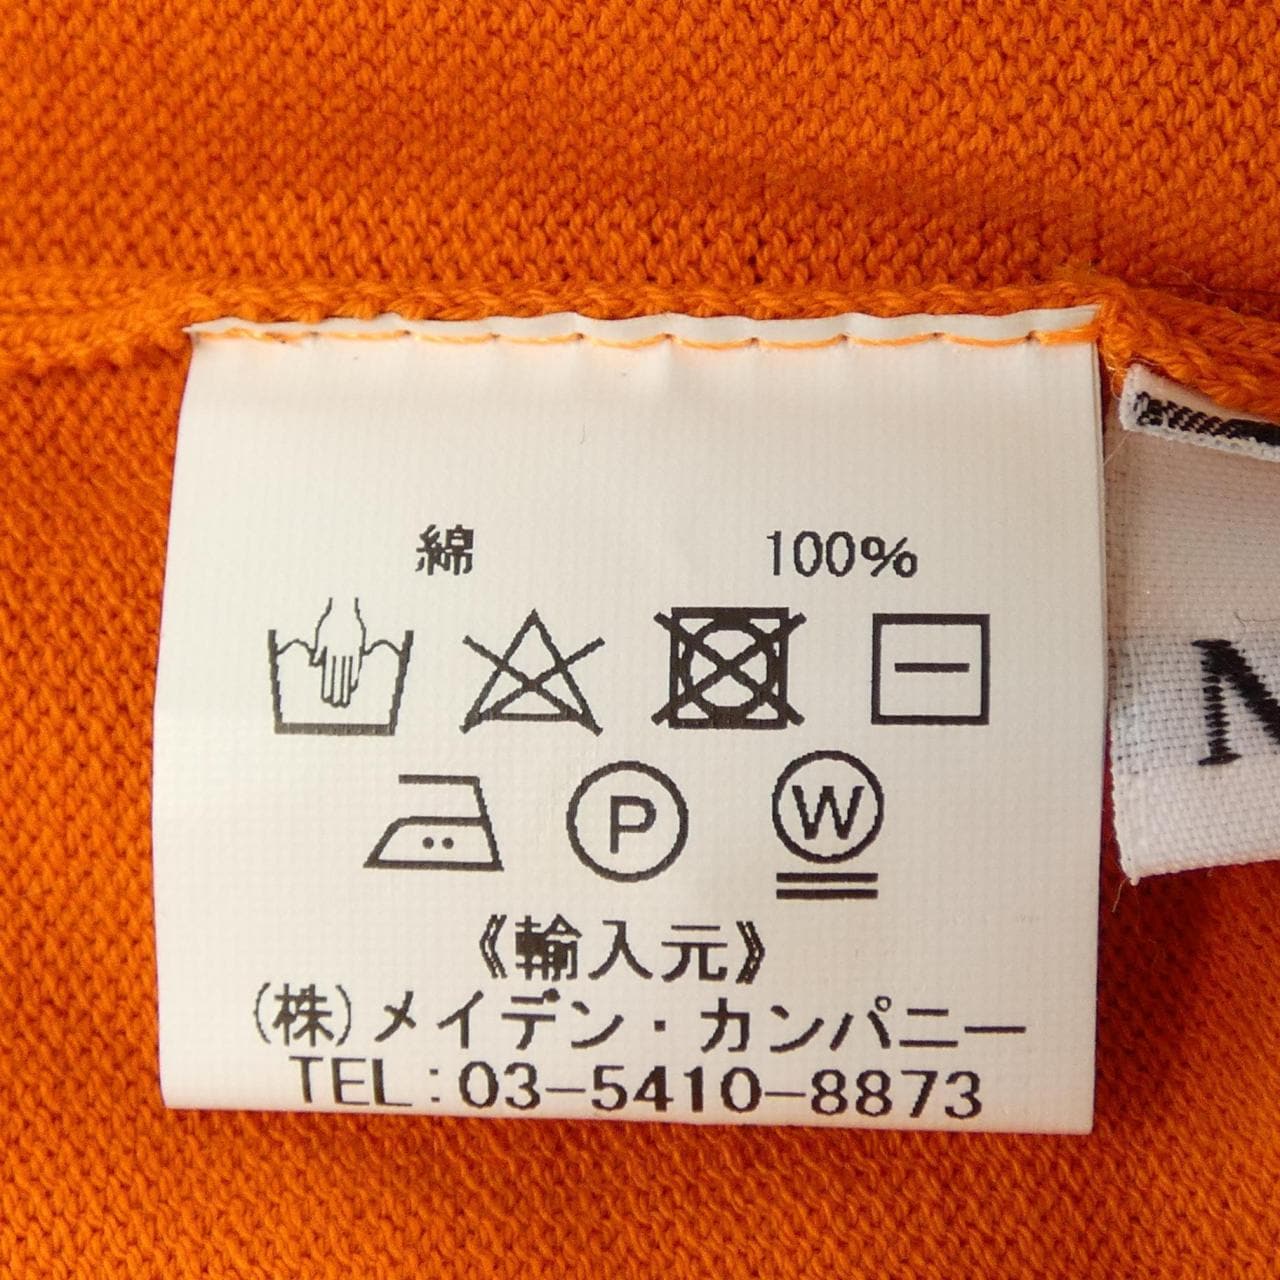 綿 100%
P W
《輸入元》
(株)メイデン・カンパニー
TEL:03-5410-8873